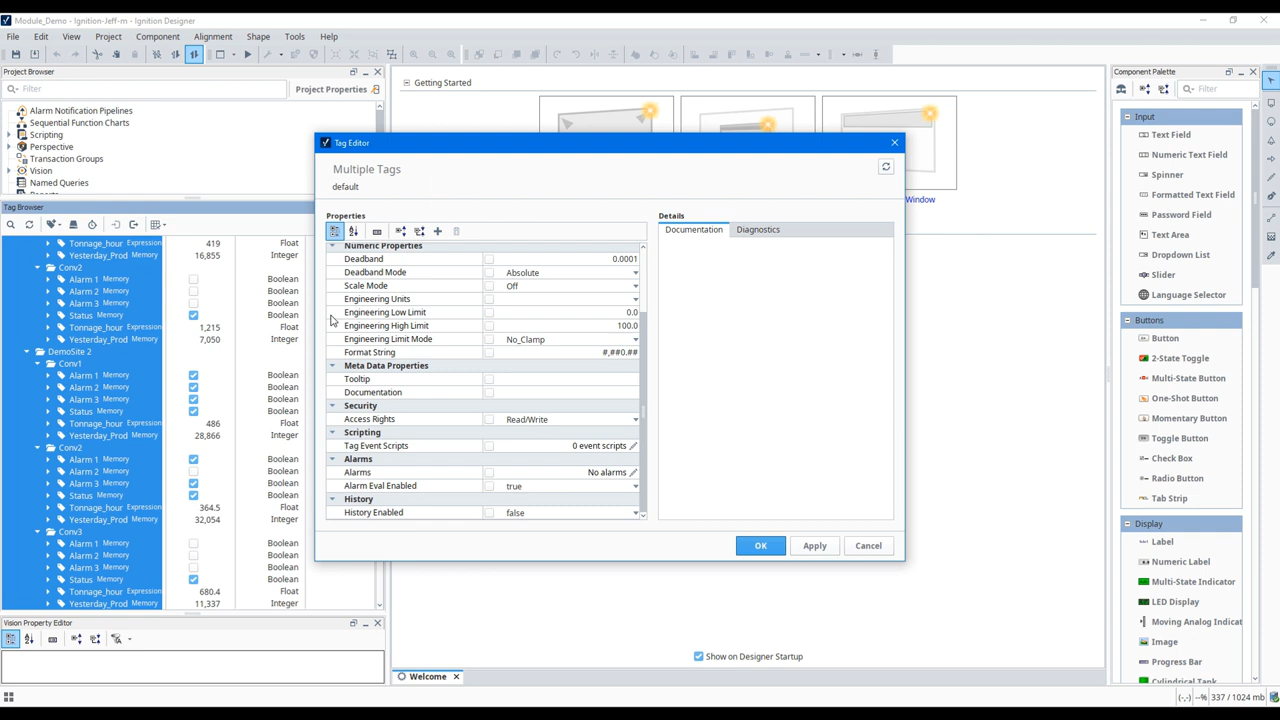 Module_Demo - Ignition-Jeff-m - Ignition Designer
File Edit View Project Component Alignment Shape Tools Help
Project Browser
Filter
Project Properties
Alarm Notification Pipelines
Sequential Function Charts
Scripting
Perspective
Transaction Groups
Vision
Named Queries
Tag Browser
Tonnage_hour Expression 419 Float
Yesterday_Prod Memory 16,855 Integer
Conv2
Alarm 1 Memory Boolean
Alarm 2 Memory Boolean
Alarm 3 Memory Boolean
Status Memory Boolean
Tonnage_hour Expression 1,215 Float
Yesterday_Prod Memory 7,050 Integer
DemoSite 2
Conv1
Alarm 1 Memory Boolean
Alarm 2 Memory Boolean
Alarm 3 Memory Boolean
Status Memory Boolean
Tonnage_hour Expression 486 Float
Yesterday_Prod Memory 28,866 Integer
Conv2
Alarm 1 Memory Boolean
Alarm 2 Memory Boolean
Alarm 3 Memory Boolean
Status Memory Boolean
Tonnage_hour Expression 364.5 Float
Yesterday_Prod Memory 32,054 Integer
Conv3
Alarm 1 Memory Boolean
Alarm 2 Memory Boolean
Alarm 3 Memory Boolean
Status Memory Boolean
Tonnage_hour Expression 680.4 Float
Yesterday_Prod Memory 11,337 Integer
Vision Property Editor
Getting Started
Window
Tag Editor
Multiple Tags
default
Properties
Numeric Properties
Deadband 0.0001
Deadband Mode Absolute
Scale Mode Off
Engineering Units
Engineering Low Limit 0.0
Engineering High Limit 100.0
Engineering Limit Mode No_Clamp
Format String #,##0.##
Meta Data Properties
Tooltip
Documentation
Security
Access Rights Read/Write
Scripting
Tag Event Scripts 0 event scripts
Alarms
Alarms No alarms
Alarm Eval Enabled true
History
History Enabled false
Details
Documentation Diagnostics
OK Apply Cancel
Show on Designer Startup
Welcome
Component Palette
Filter
Input
Text Field
Numeric Text Field
Spinner
Formatted Text Field
Password Field
Text Area
Dropdown List
Slider
Language Selector
Buttons
Button
2-State Toggle
Multi-State Button
One-Shot Button
Momentary Button
Toggle Button
Check Box
Radio Button
Tab Strip
Display
Label
Numeric Label
Multi-State Indicator
LED Display
Moving Analog Indicat
Image
Progress Bar
Cylindrical Tank
(-,-) --% 337 / 1024 mb